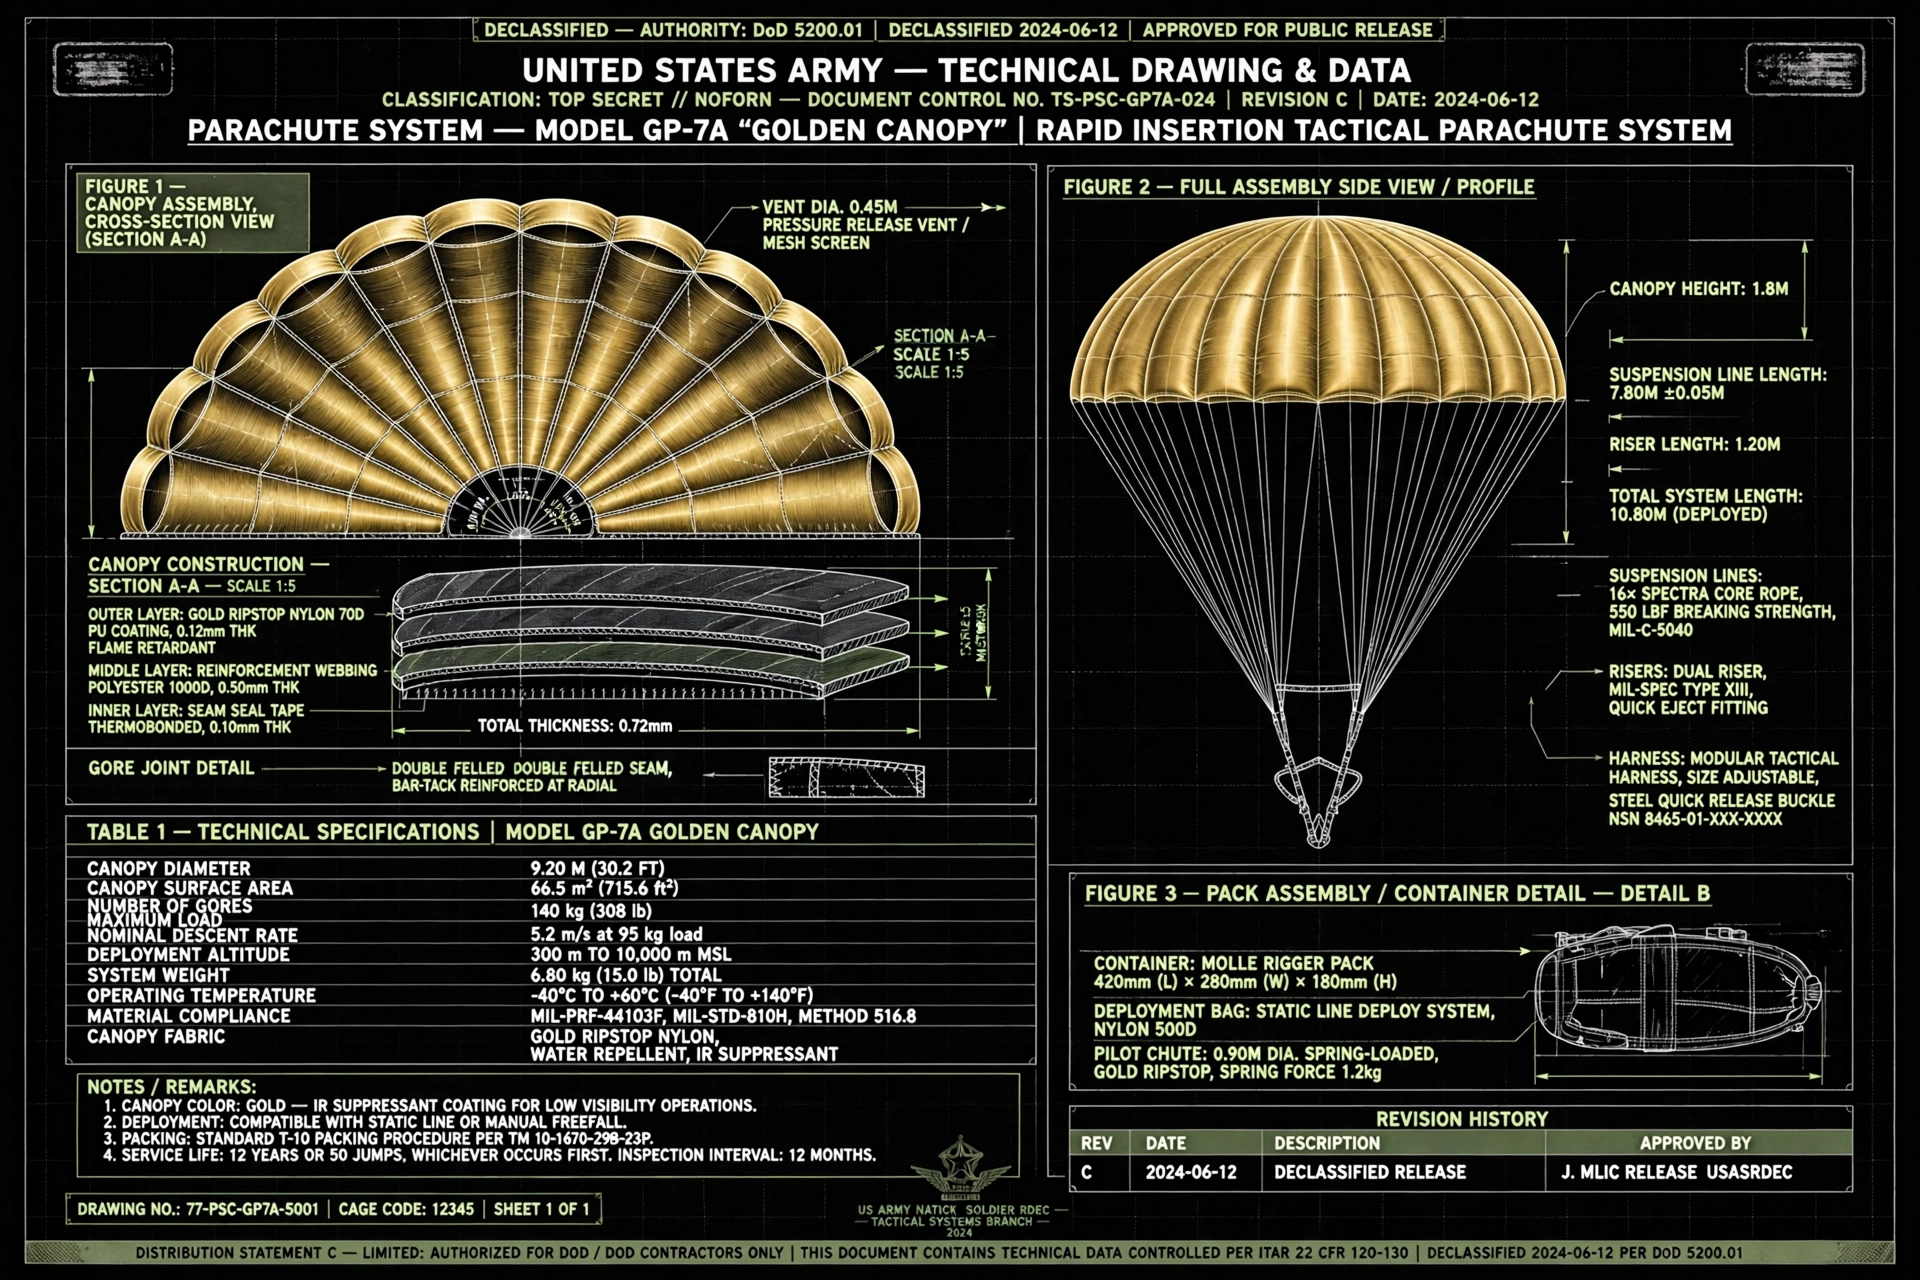 DECLASSIFIED — AUTHORITY: DoD 5200.01 | DECLASSIFIED 2024-06-12 | APPROVED FOR PUBLIC RELEASE
UNITED STATES ARMY — TECHNICAL DRAWING & DATA
CLASSIFICATION: TOP SECRET // NOFORN — DOCUMENT CONTROL NO. TS-PSC-GP7A-024 | REVISION C | DATE: 2024-06-12
PARACHUTE SYSTEM — MODEL GP-7A “GOLDEN CANOPY” | RAPID INSERTION TACTICAL PARACHUTE SYSTEM
FIGURE 1 —
CANOPY ASSEMBLY,
CROSS-SECTION VIEW
(SECTION A-A)
VENT DIA. 0.45M
PRESSURE RELEASE VENT /
MESH SCREEN
SECTION A-A
SCALE 1-5
SCALE 1:5
CANOPY CONSTRUCTION —
SECTION A-A — SCALE 1:5
OUTER LAYER: GOLD RIPSTOP NYLON 70D
PU COATING, 0.12mm THK
FLAME RETARDANT
MIDDLE LAYER: REINFORCEMENT WEBBING
POLYESTER 1000D, 0.50mm THK
INNER LAYER: SEAM SEAL TAPE
THERMOBONDED, 0.10mm THK
TOTAL THICKNESS: 0.72mm
GORE JOINT DETAIL
DOUBLE FELLED DOUBLE FELLED SEAM,
BAR-TACK REINFORCED AT RADIAL
TABLE 1 — TECHNICAL SPECIFICATIONS | MODEL GP-7A GOLDEN CANOPY
CANOPY DIAMETER 9.20 M (30.2 FT)
CANOPY SURFACE AREA 66.5 m² (715.6 ft²)
NUMBER OF GORES
MAXIMUM LOAD 140 kg (308 lb)
NOMINAL DESCENT RATE 5.2 m/s at 95 kg load
DEPLOYMENT ALTITUDE 300 m TO 10,000 m MSL
SYSTEM WEIGHT 6.80 kg (15.0 lb) TOTAL
OPERATING TEMPERATURE -40°C TO +60°C (-40°F TO +140°F)
MATERIAL COMPLIANCE MIL-PRF-44103F, MIL-STD-810H, METHOD 516.8
CANOPY FABRIC GOLD RIPSTOP NYLON,
WATER REPELLENT, IR SUPPRESSANT
NOTES / REMARKS:
1. CANOPY COLOR: GOLD — IR SUPPRESSANT COATING FOR LOW VISIBILITY OPERATIONS.
2. DEPLOYMENT: COMPATIBLE WITH STATIC LINE OR MANUAL FREEFALL.
3. PACKING: STANDARD T-10 PACKING PROCEDURE PER TM 10-1670-298-23P.
4. SERVICE LIFE: 12 YEARS OR 50 JUMPS, WHICHEVER OCCURS FIRST. INSPECTION INTERVAL: 12 MONTHS.
DRAWING NO.: 77-PSC-GP7A-5001 | CAGE CODE: 12345 | SHEET 1 OF 1
US ARMY NATICK SOLDIER RDEC —
— TACTICAL SYSTEMS BRANCH —
2024
FIGURE 2 — FULL ASSEMBLY SIDE VIEW / PROFILE
CANOPY HEIGHT: 1.8M
SUSPENSION LINE LENGTH:
7.80M ±0.05M
RISER LENGTH: 1.20M
TOTAL SYSTEM LENGTH:
10.80M (DEPLOYED)
SUSPENSION LINES:
16× SPECTRA CORE ROPE,
550 LBF BREAKING STRENGTH,
MIL-C-5040
RISERS: DUAL RISER,
MIL-SPEC TYPE XIII,
QUICK EJECT FITTING
HARNESS: MODULAR TACTICAL
HARNESS, SIZE ADJUSTABLE,
STEEL QUICK RELEASE BUCKLE
NSN 8465-01-XXX-XXXX
FIGURE 3 — PACK ASSEMBLY / CONTAINER DETAIL — DETAIL B
CONTAINER: MOLLE RIGGER PACK
420mm (L) × 280mm (W) × 180mm (H)
DEPLOYMENT BAG: STATIC LINE DEPLOY SYSTEM,
NYLON 500D
PILOT CHUTE: 0.90M DIA. SPRING-LOADED,
GOLD RIPSTOP, SPRING FORCE 1.2kg
REVISION HISTORY
REV DATE DESCRIPTION APPROVED BY
C 2024-06-12 DECLASSIFIED RELEASE J. MLIC RELEASE USASRDEC
DISTRIBUTION STATEMENT C — LIMITED: AUTHORIZED FOR DOD / DOD CONTRACTORS ONLY | THIS DOCUMENT CONTAINS TECHNICAL DATA CONTROLLED PER ITAR 22 CFR 120-130 | DECLASSIFIED 2024-06-12 PER DoD 5200.01